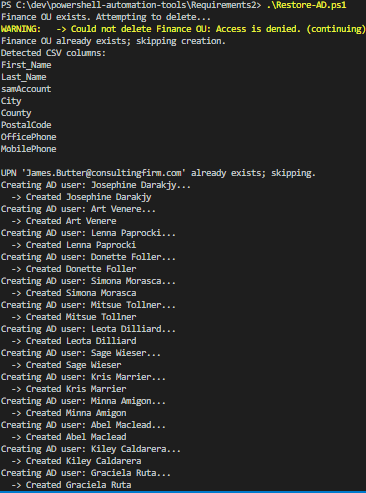 PS C:\dev\powershell-automation-tools\Requirements2> .\Restore-AD.ps1
Finance OU exists. Attempting to delete...
WARNING:   -> Could not delete Finance OU: Access is denied. (continuing)
Finance OU already exists; skipping creation.
Detected CSV columns:
First_Name
Last_Name
samAccount
City
County
PostalCode
OfficePhone
MobilePhone
UPN 'James.Butter@consultingfirm.com' already exists; skipping.
Creating AD user: Josephine Darakjy...
  -> Created Josephine Darakjy
Creating AD user: Art Venere...
  -> Created Art Venere
Creating AD user: Lenna Paprocki...
  -> Created Lenna Paprocki
Creating AD user: Donette Foller...
  -> Created Donette Foller
Creating AD user: Simona Morasca...
  -> Created Simona Morasca
Creating AD user: Mitsue Tollner...
  -> Created Mitsue Tollner
Creating AD user: Leota Dilliard...
  -> Created Leota Dilliard
Creating AD user: Sage Wieser...
  -> Created Sage Wieser
Creating AD user: Kris Marrier...
  -> Created Kris Marrier
Creating AD user: Minna Amigon...
  -> Created Minna Amigon
Creating AD user: Abel Maclead...
  -> Created Abel Maclead
Creating AD user: Kiley Caldarera...
  -> Created Kiley Caldarera
Creating AD user: Graciela Ruta...
  -> Created Graciela Ruta